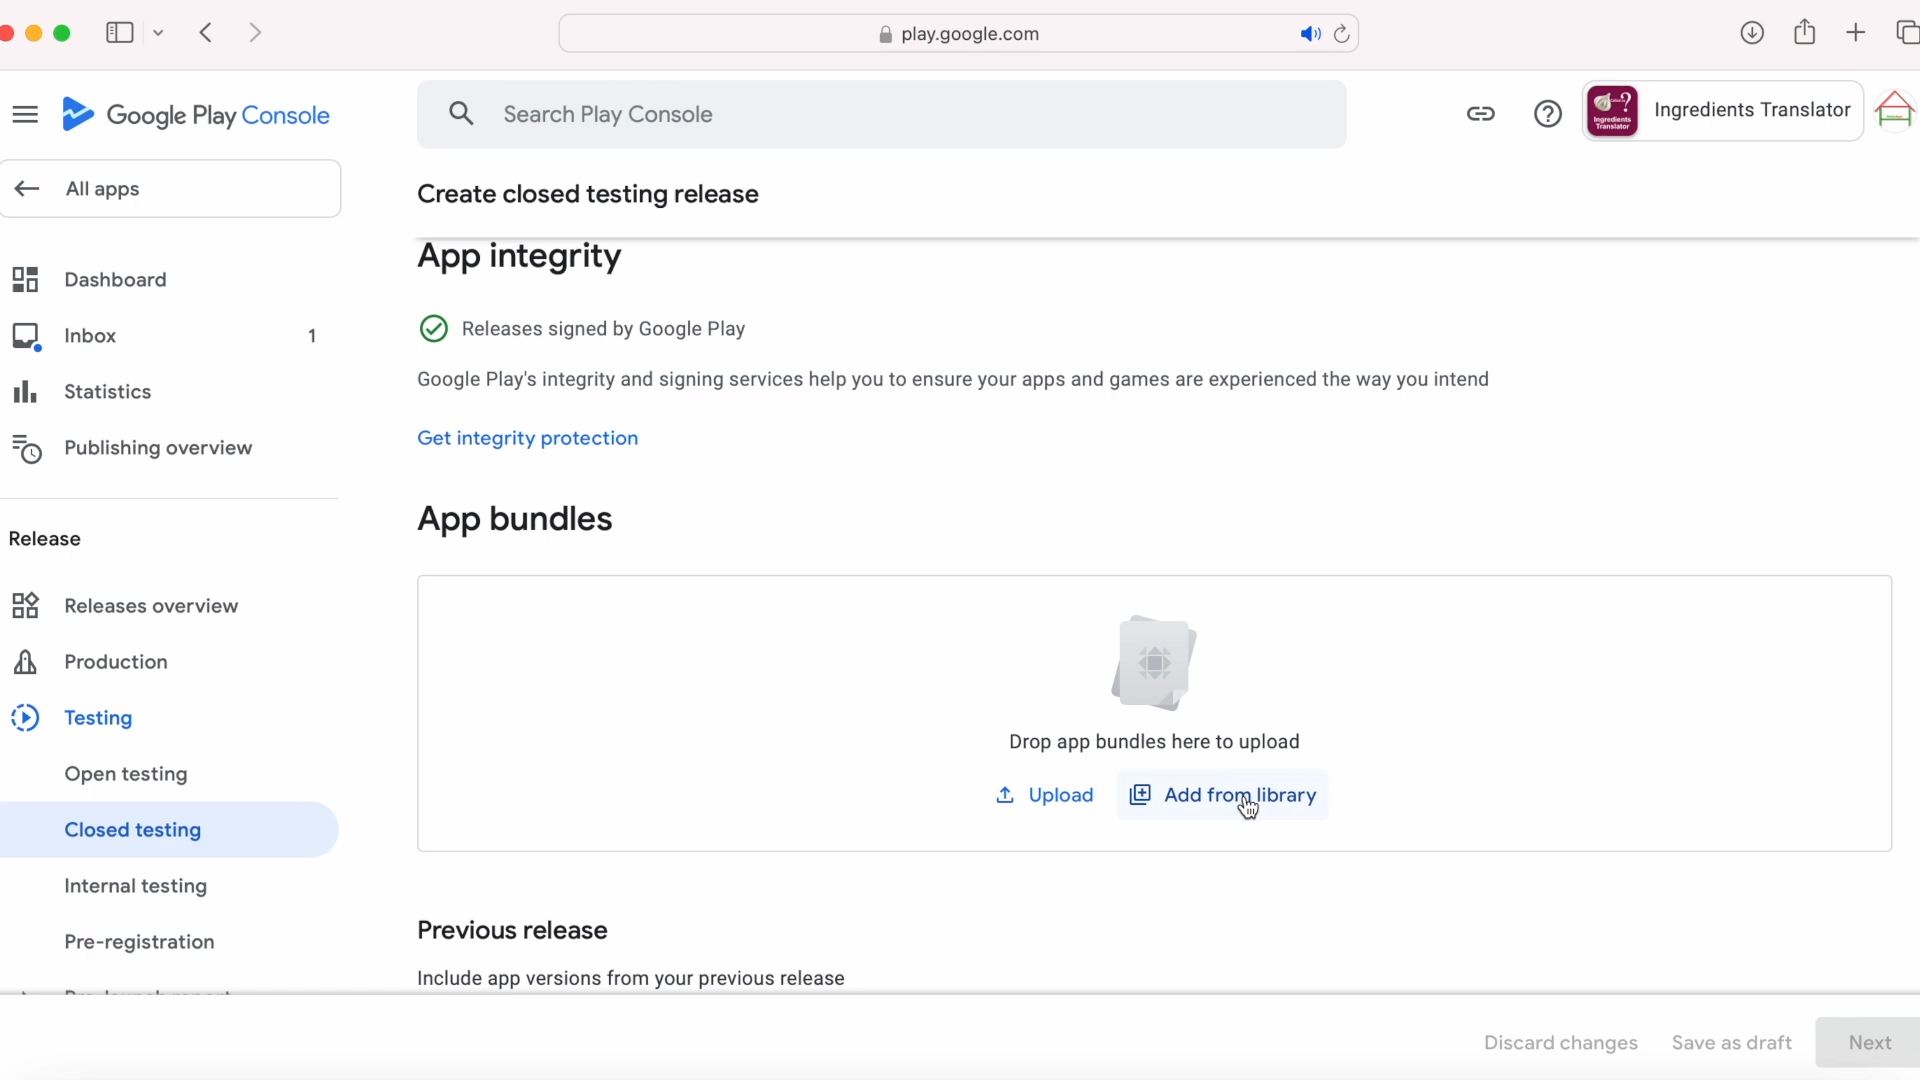 play.google.com
Google Play Console
Search Play Console
Ingredients Translator
?
Ingredients
Translator
All apps
Create closed testing release
Dashboard
Inbox 1
Statistics
Publishing overview
Release
Releases overview
Production
Testing
Open testing
Closed testing
Internal testing
Pre-registration
App integrity
Releases signed by Google Play
Google Play's integrity and signing services help you to ensure your apps and games are experienced the way you intend
Get integrity protection
App bundles
Drop app bundles here to upload
Upload Add from library
Previous release
Include app versions from your previous release
Discard changes Save as draft Next